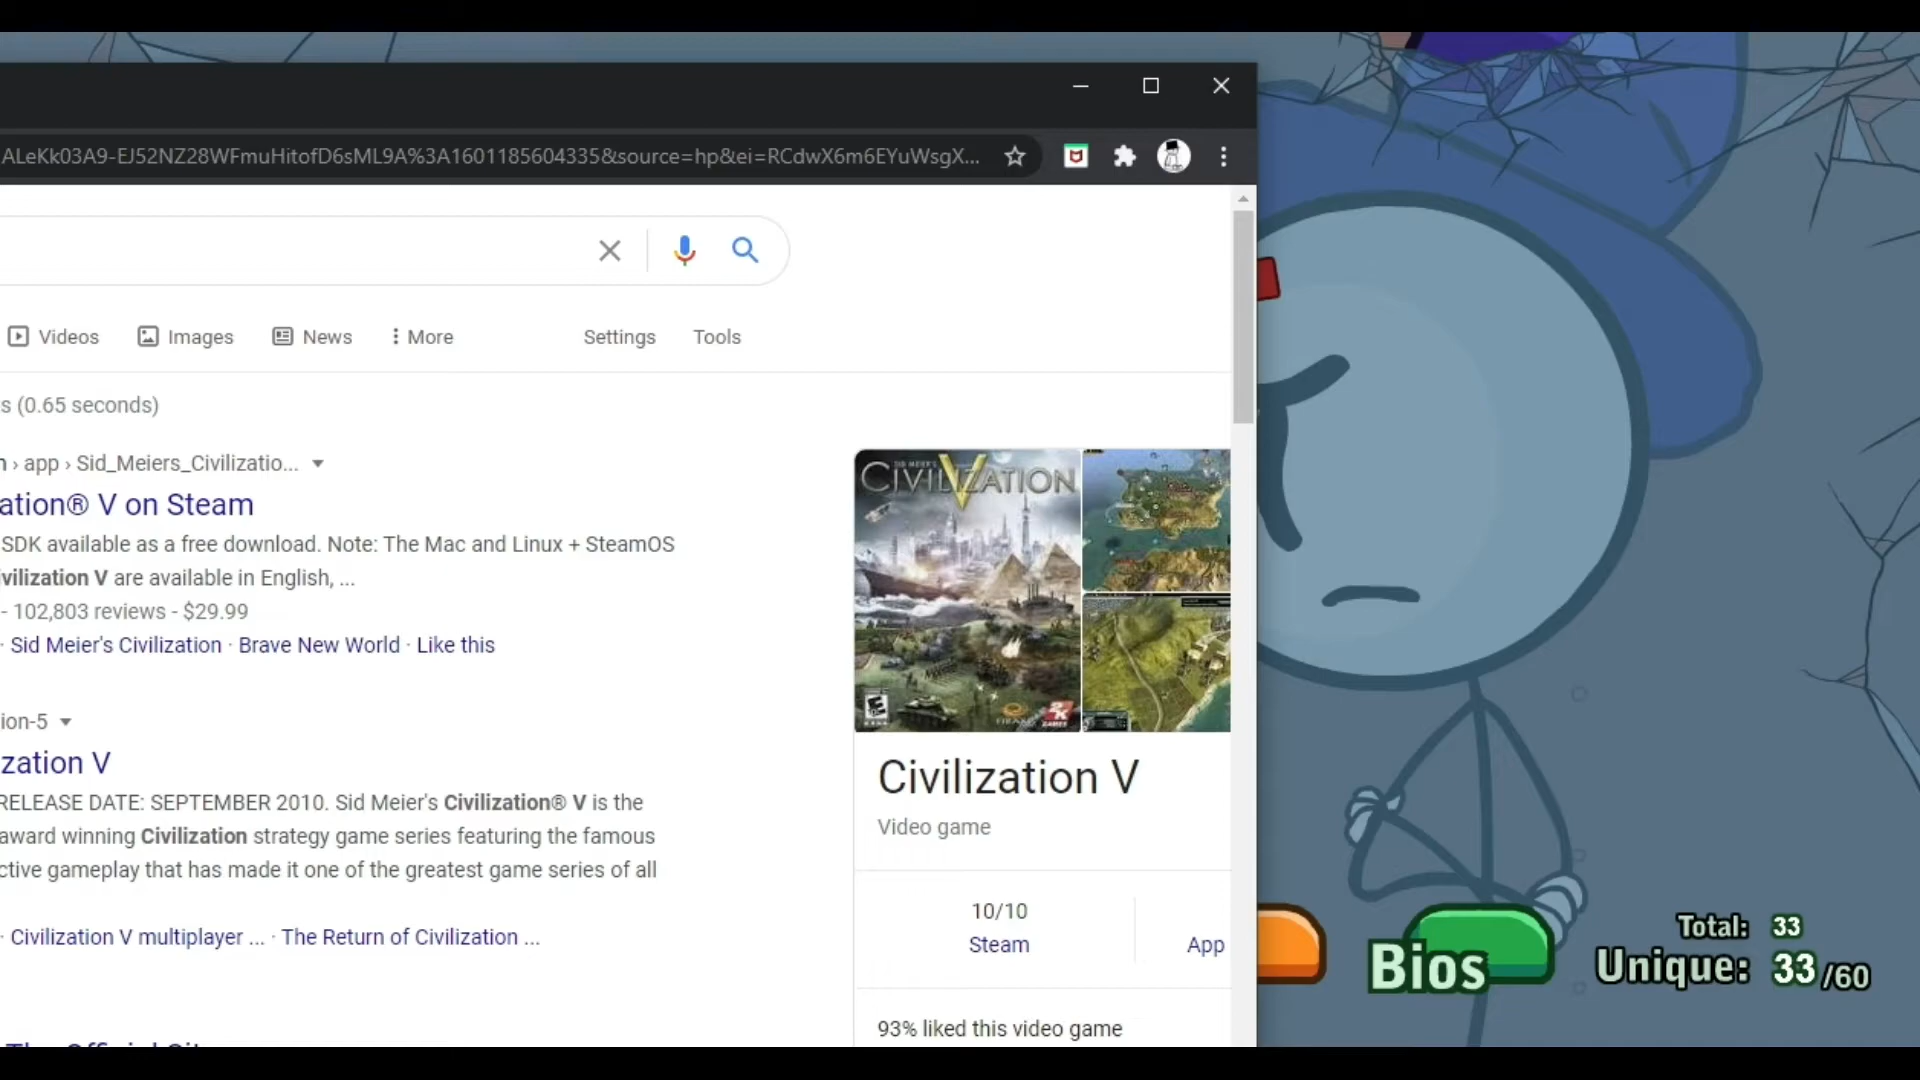 ALeKk03A9-EJ52NZ28WFmuHitofD6sML9A%3A1601185604335&source=hp&ei=RCdwX6m6EYuWsgX...
Videos Images News More Settings Tools
s (0.65 seconds)
› app › Sid_Meiers_Civilizatio...
ation® V on Steam
SDK available as a free download. Note: The Mac and Linux + SteamOS
ivilization V are available in English, ...
- 102,803 reviews - $29.99
· Sid Meier's Civilization · Brave New World · Like this
ion-5
zation V
RELEASE DATE: SEPTEMBER 2010. Sid Meier's Civilization® V is the
award winning Civilization strategy game series featuring the famous
ctive gameplay that has made it one of the greatest game series of all
· Civilization V multiplayer ... · The Return of Civilization ...
SID MEIER'S
CIVILIZATION V
E
2K
GAMES
Civilization V
Video game
10/10
Steam
App
93% liked this video game
Bios
Total: 33
Unique: 33/60